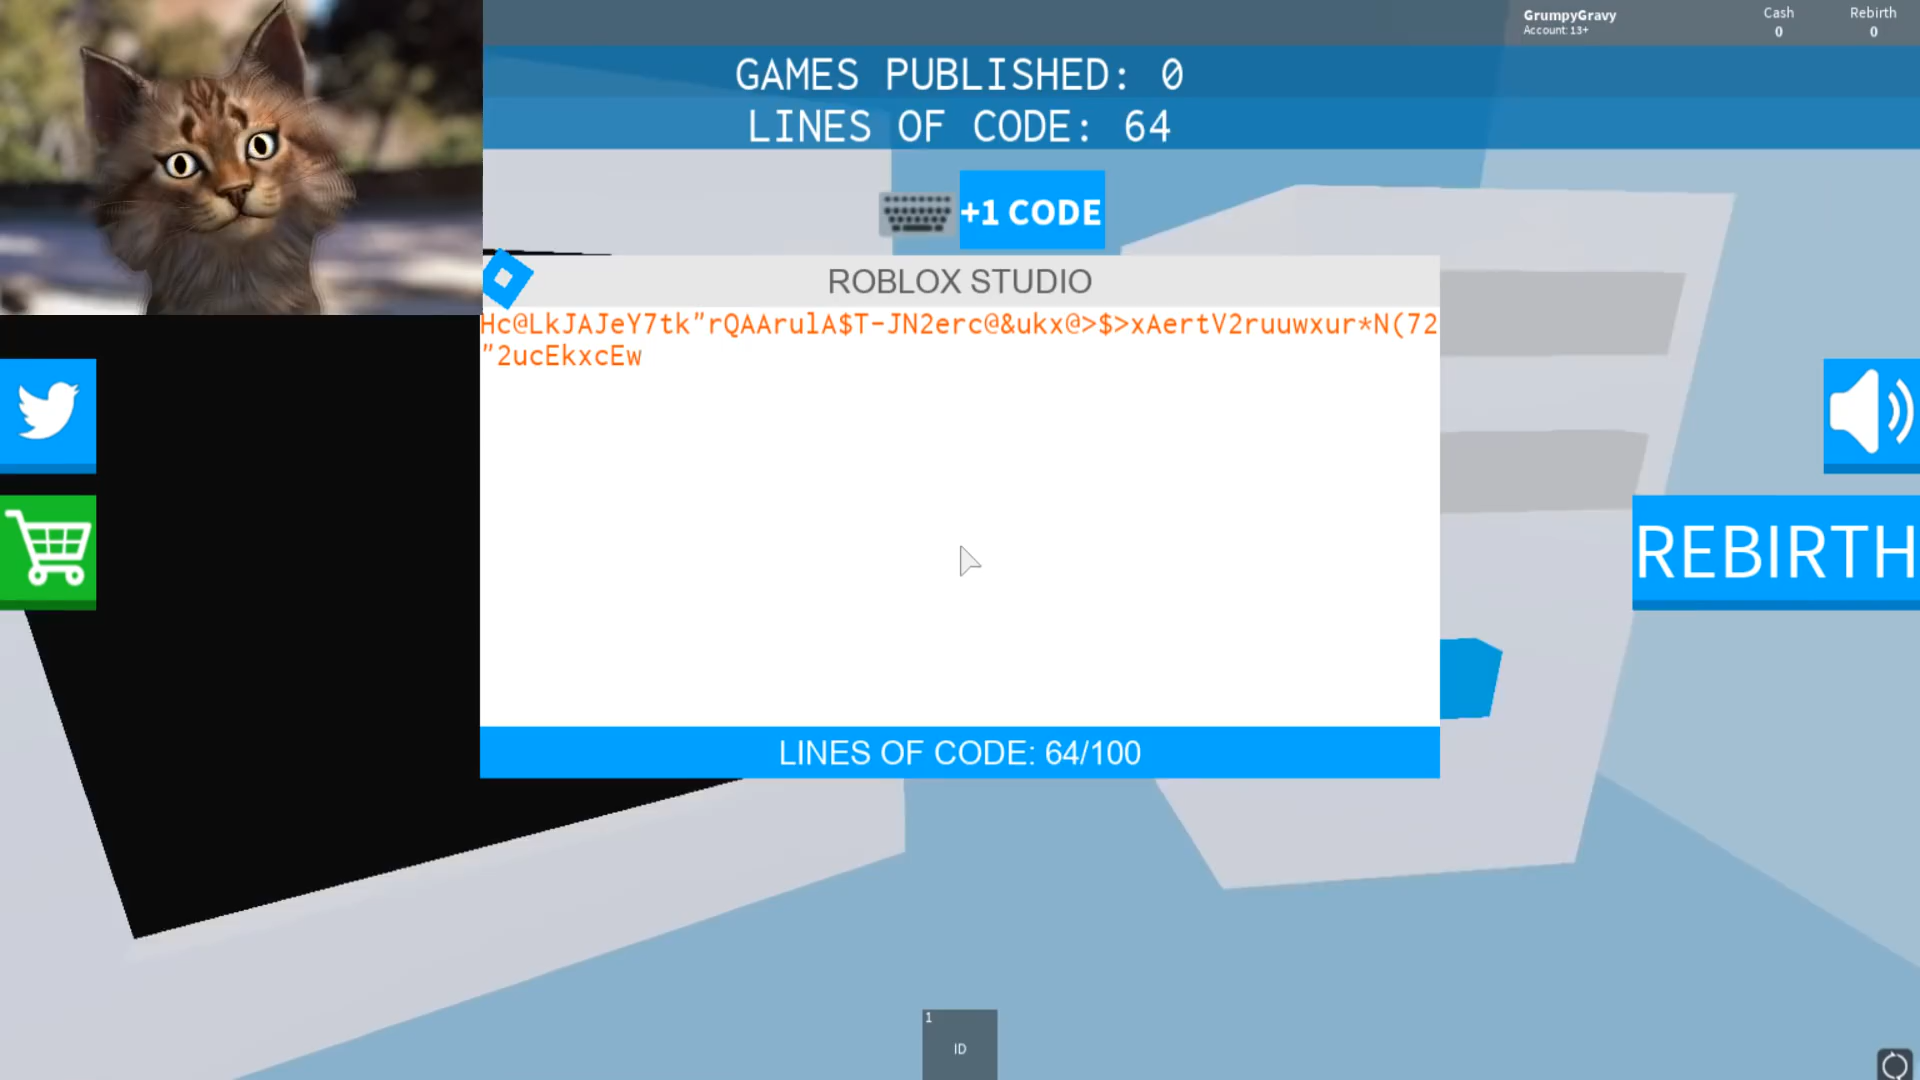 GrumpyGravy
Account: 13+
Cash
0
Rebirth
0
GAMES PUBLISHED: 0
LINES OF CODE: 64
+1 CODE
ROBLOX STUDIO
Hc@LkJAJeY7tk"rQAArulA$T-JN2erc@&ukx@>$>xAertV2ruuwxur*N(72
"2ucEkxcEw
REBIRTH
LINES OF CODE: 64/100
1
ID